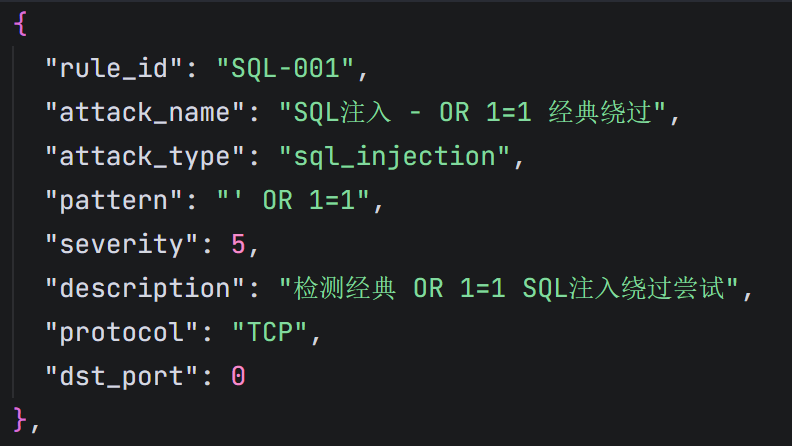 {
"rule_id": "SQL-001",
"attack_name": "SQL注入 - OR 1=1 经典绕过",
"attack_type": "sql_injection",
"pattern": "' OR 1=1",
"severity": 5,
"description": "检测经典 OR 1=1 SQL注入绕过尝试",
"protocol": "TCP",
"dst_port": 0
},